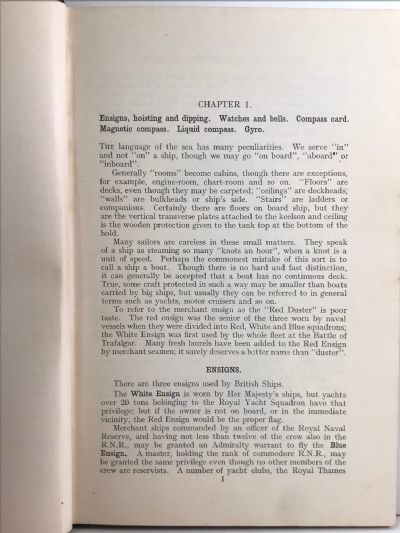 CHAPTER 1.
Ensigns, hoisting and dipping. Watches and bells. Compass card.
Magnetic compass. Liquid compass. Gyro.
THE language of the sea has many peculiarities. We serve "in"
and not "on" a ship, though we may go "on board", "aboard" or
"inboard".
Generally "rooms" become cabins, though there are exceptions,
for example, engine-room, chart-room and so on. "Floors" are
decks, even though they may be carpeted; "ceilings" are deckheads;
"walls" are bulkheads or ship's side. "Stairs" are ladders or
companions. Certainly there are floors on board ship, but they
are the vertical transverse plates attached to the keelson and ceiling
is the wooden protection given to the tank top at the bottom of the
hold.
Many sailors are careless in these small matters. They speak
of a ship as steaming so many "knots an hour", when a knot is a
unit of speed. Perhaps the commonest mistake of this sort is to
call a ship a boat. Though there is no hard and fast distinction,
it can generally be accepted that a boat has no continuous deck.
True, some craft protected in such a way may be smaller than boats
carried by big ships, but usually they can be referred to in general
terms such as yachts, motor cruisers and so on.
To refer to the merchant ensign as the "Red Duster" is poor
taste. The red ensign was the senior of the three worn by naval
vessels when they were divided into Red, White and Blue squadrons;
the White Ensign was first used by the whole fleet at the Battle of
Trafalgar. Many fresh laurels have been added to the Red Ensign
by merchant seamen; it surely deserves a better name than "duster".
ENSIGNS.
There are three ensigns used by British Ships.
The White Ensign is worn by Her Majesty's ships, but yachts
over 20 tons belonging to the Royal Yacht Squadron have that
privilege; but if the owner is not on board, or in the immediate
vicinity, the Red Ensign would be the proper flag.
Merchant ships commanded by an officer of the Royal Naval
Reserve, and having not less than twelve of the crew also in the
R.N.R., may be granted an Admiralty warrant to fly the Blue
Ensign. A master, holding the rank of commodore R.N.R., may
be granted the same privilege even though no other members of the
crew are reservists. A number of yacht clubs, the Royal Thames
1